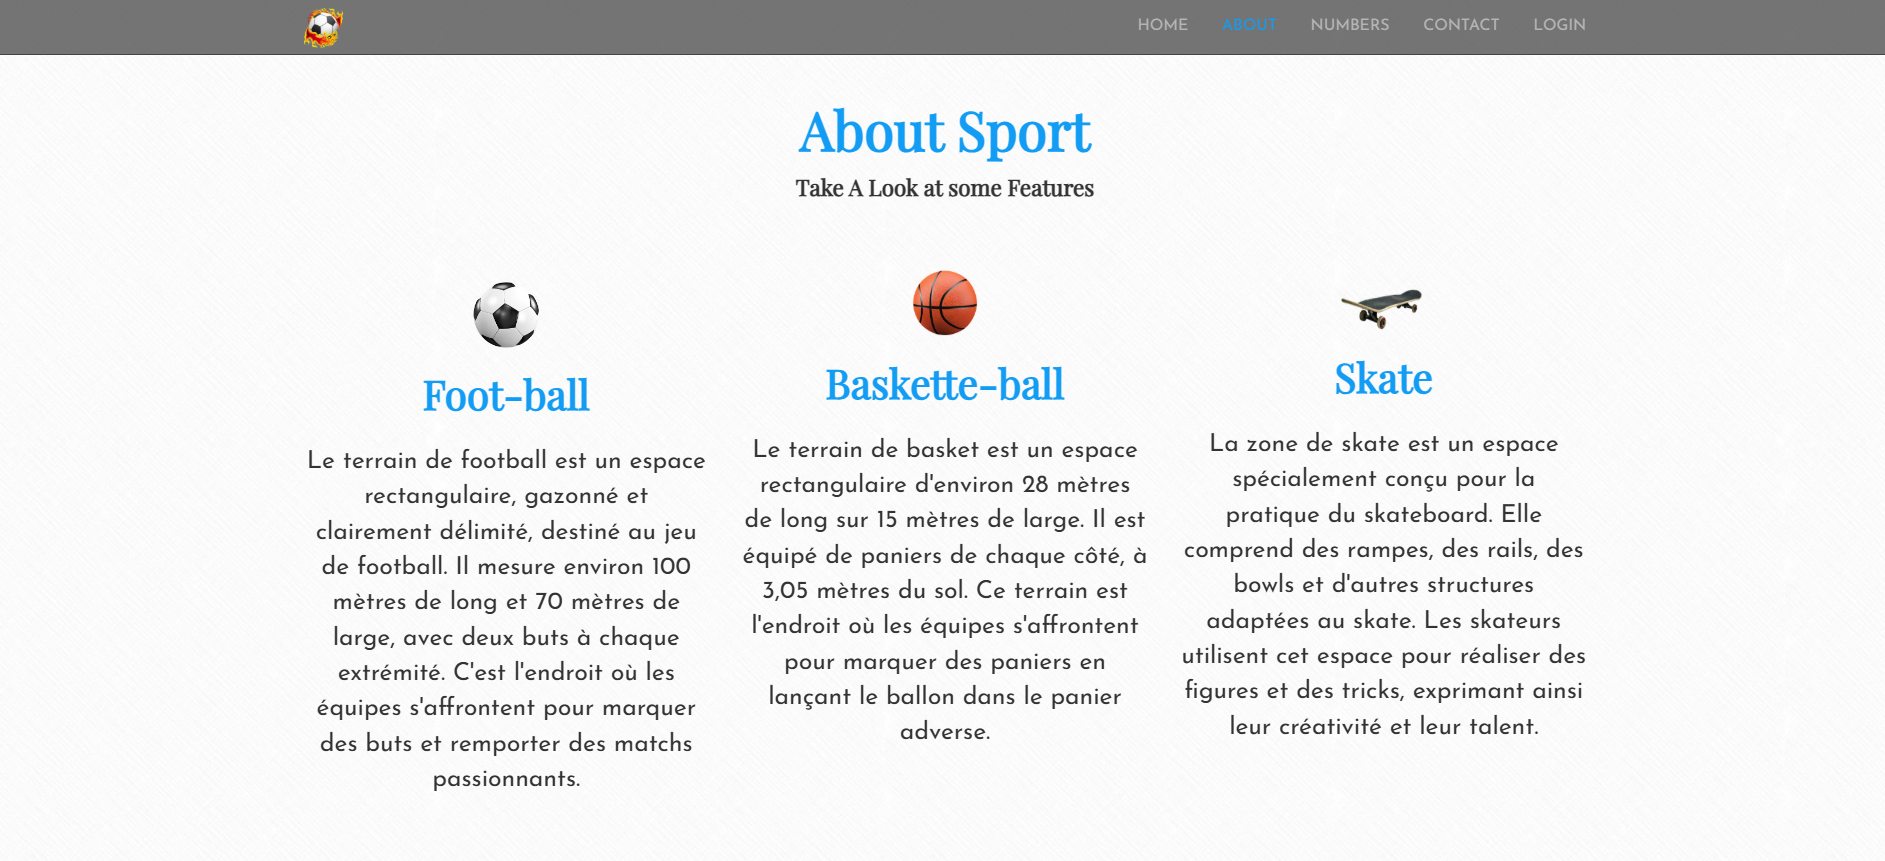 HOME ABOUT NUMBERS CONTACT LOGIN
About Sport
Take A Look at some Features
Foot-ball
Le terrain de football est un espace
rectangulaire, gazonné et
clairement délimité, destiné au jeu
de football. Il mesure environ 100
mètres de long et 70 mètres de
large, avec deux buts à chaque
extrémité. C'est l'endroit où les
équipes s'affrontent pour marquer
des buts et remporter des matchs
passionnants.
Baskette-ball
Le terrain de basket est un espace
rectangulaire d'environ 28 mètres
de long sur 15 mètres de large. Il est
équipé de paniers de chaque côté, à
3,05 mètres du sol. Ce terrain est
l'endroit où les équipes s'affrontent
pour marquer des paniers en
lançant le ballon dans le panier
adverse.
Skate
La zone de skate est un espace
spécialement conçu pour la
pratique du skateboard. Elle
comprend des rampes, des rails, des
bowls et d'autres structures
adaptées au skate. Les skateurs
utilisent cet espace pour réaliser des
figures et des tricks, exprimant ainsi
leur créativité et leur talent.